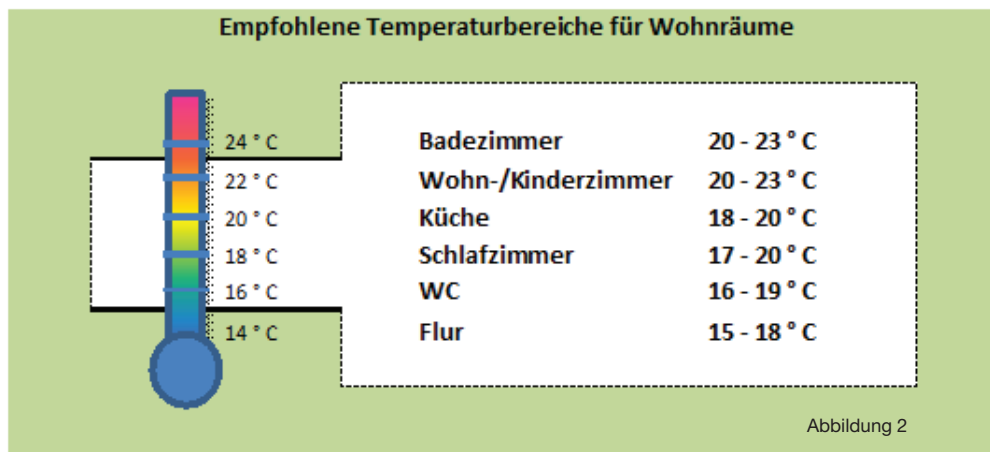 Empfohlene Temperaturbereiche für Wohnräume
24 ° C
22 ° C
20 ° C
18 ° C
16 ° C
14 ° C
Badezimmer 20 - 23 ° C
Wohn-/Kinderzimmer 20 - 23 ° C
Küche 18 - 20 ° C
Schlafzimmer 17 - 20 ° C
WC 16 - 19 ° C
Flur 15 - 18 ° C
Abbildung 2